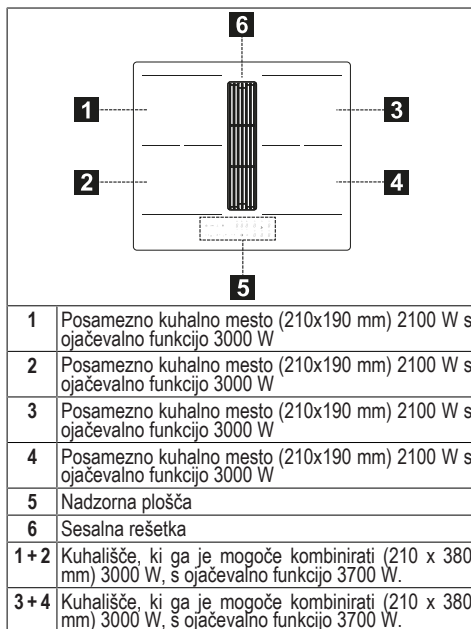 6
1
3
2
4
5
1 Posamezno kuhalno mesto (210x190 mm) 2100 W s
ojačevalno funkcijo 3000 W
2 Posamezno kuhalno mesto (210x190 mm) 2100 W s
ojačevalno funkcijo 3000 W
3 Posamezno kuhalno mesto (210x190 mm) 2100 W s
ojačevalno funkcijo 3000 W
4 Posamezno kuhalno mesto (210x190 mm) 2100 W s
ojačevalno funkcijo 3000 W
5 Nadzorna plošča
6 Sesalna rešetka
1 + 2 Kuhališče, ki ga je mogoče kombinirati (210 x 380
mm) 3000 W, s ojačevalno funkcijo 3700 W.
3 + 4 Kuhališče, ki ga je mogoče kombinirati (210 x 380
mm) 3000 W, s ojačevalno funkcijo 3700 W.